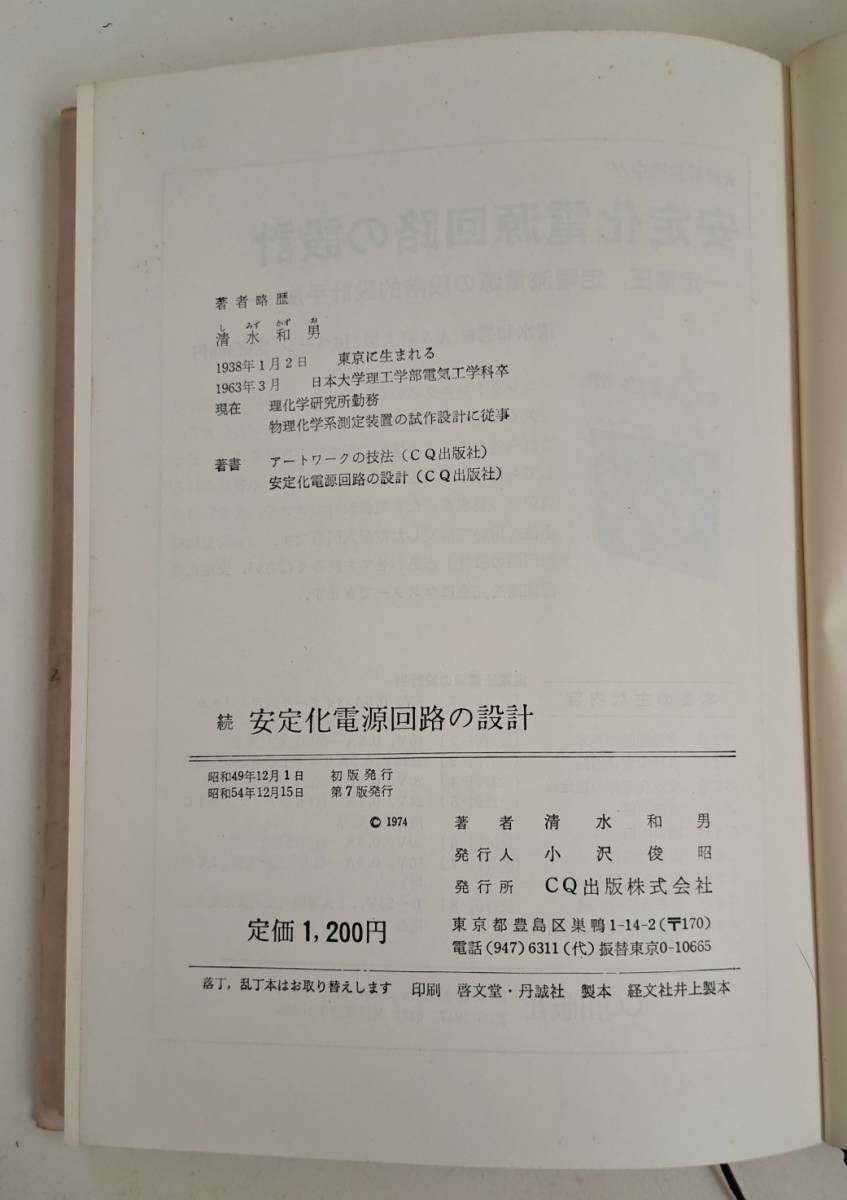 著者略歴
しみずかずお
清水和男
1938年1月2日 東京に生まれる
1963年3月 日本大学理工学部電気工学科卒
現在 理化学研究所勤務
物理化学系測定装置の試作設計に従事
著書 アートワークの技法(CQ出版社)
安定化電源回路の設計(CQ出版社)
続 安定化電源回路の設計
昭和49年12月1日 初版発行
昭和54年12月15日 第7版発行
© 1974 著者 清水和男
発行人 小沢俊昭
発行所 CQ出版株式会社
定価1,200円
東京都豊島区巣鴨1-14-2(〒170)
電話(947)6311(代)振替東京0-10665
落丁,乱丁本はお取り替えします 印刷 啓文堂・丹誠社 製本 経文社井上製本